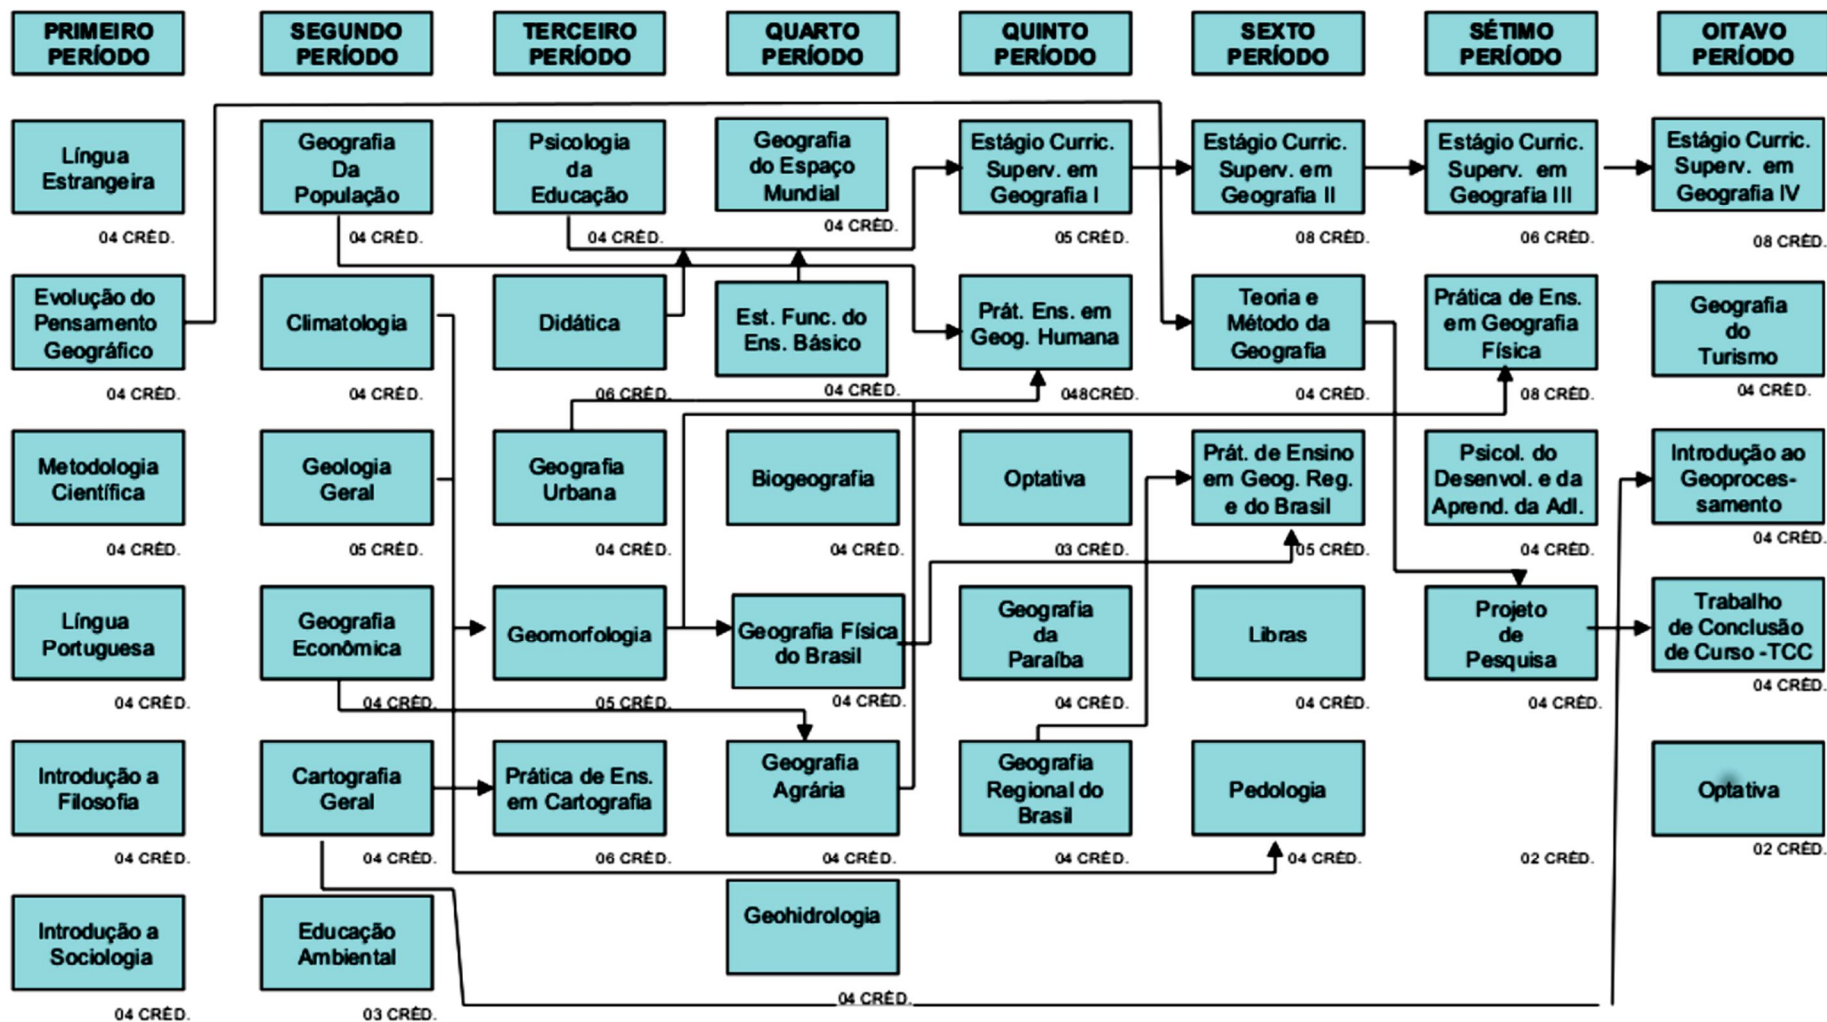 PRIMEIRO
PERÍODO
SEGUNDO
PERÍODO
TERCEIRO
PERÍODO
QUARTO
PERÍODO
QUINTO
PERÍODO
SEXTO
PERÍODO
SÉTIMO
PERÍODO
OITAVO
PERÍODO
Língua
Estrangeira
04 CRÉD.
Geografia
Da
População
04 CRÉD.
Psicologia
da
Educação
04 CRÉD.
Geografia
do Espaço
Mundial
04 CRÉD.
Estágio Curric.
Superv. em
Geografia I
05 CRÉD.
Estágio Curric.
Superv. em
Geografia II
08 CRÉD.
Estágio Curric.
Superv. em
Geografia III
06 CRÉD.
Estágio Curric.
Superv. em
Geografia IV
08 CRÉD.
Evolução do
Pensamento
Geográfico
04 CRÉD.
Climatologia
04 CRÉD.
Didática
06 CRÉD.
Est. Func. do
Ens. Básico
04 CRÉD.
Prát. Ens. em
Geog. Humana
048CRÉD.
Teoria e
Método da
Geografia
04 CRÉD.
Prática de Ens.
em Geografia
Física
08 CRÉD.
Geografia
do
Turismo
04 CRÉD.
Metodologia
Científica
04 CRÉD.
Geologia
Geral
05 CRÉD.
Geografia
Urbana
04 CRÉD.
Biogeografia
04 CRÉD.
Optativa
03 CRÉD.
Prát. de Ensino
em Geog. Reg.
e do Brasil
05 CRÉD.
Psicol. do
Desenvol. e da
Aprend. da Adl.
04 CRÉD.
Introdução ao
Geoproces-
samento
04 CRÉD.
Língua
Portuguesa
04 CRÉD.
Geografia
Econômica
04 CRÉD.
Geomorfologia
05 CRÉD.
Geografia Física
do Brasil
04 CRÉD.
Geografia
da
Paraíba
04 CRÉD.
Libras
04 CRÉD.
Projeto
de
Pesquisa
04 CRÉD.
Trabalho
de Conclusão
de Curso -TCC
04 CRÉD.
Introdução a
Filosofia
04 CRÉD.
Cartografia
Geral
04 CRÉD.
Prática de Ens.
em Cartografia
06 CRÉD.
Geografia
Agrária
04 CRÉD.
Geografia
Regional do
Brasil
04 CRÉD.
Pedologia
04 CRÉD.
02 CRÉD.
Optativa
02 CRÉD.
Introdução a
Sociologia
04 CRÉD.
Educação
Ambiental
03 CRÉD.
Geohidrologia
04 CRÉD.